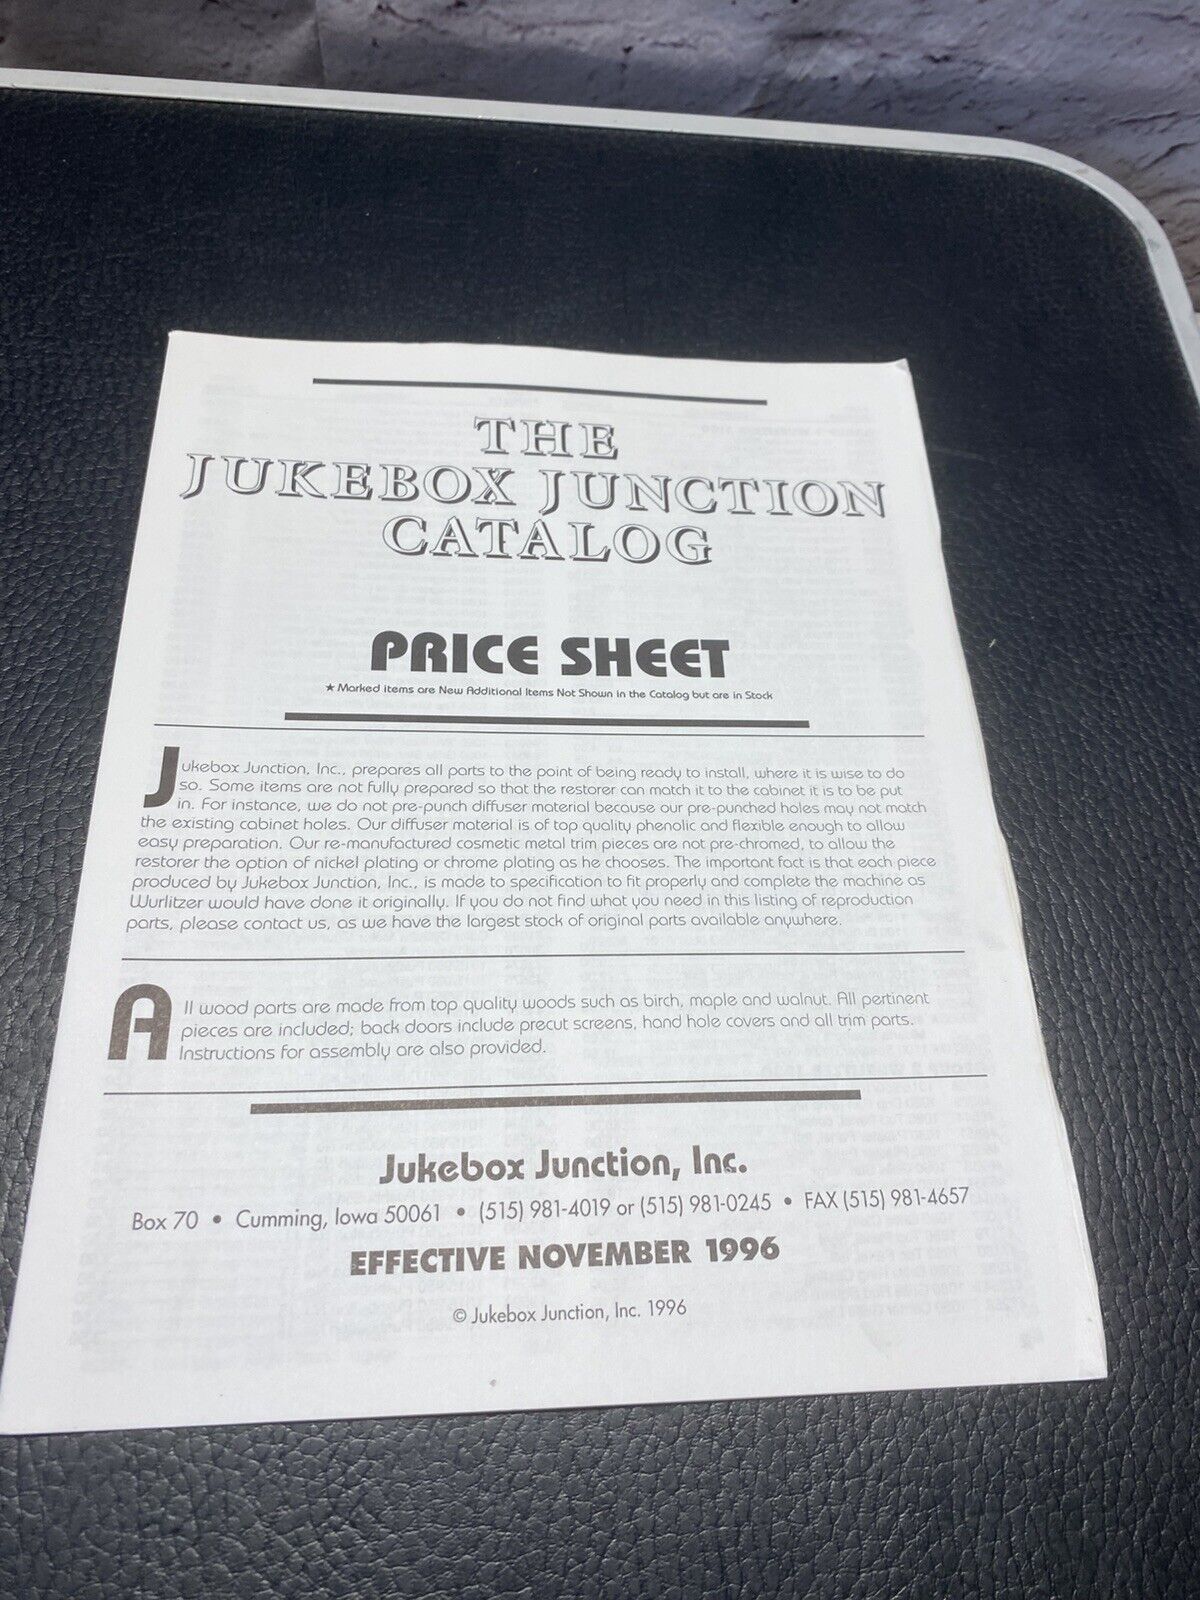 THE
JUKEBOX JUNCTION
CATALOG
PRICE SHEET
★ Marked items are New Additional Items Not Shown in the Catalog but are in Stock
Jukebox Junction, Inc., prepares all parts to the point of being ready to install, where it is wise to do
so. Some items are not fully prepared so that the restorer can match it to the cabinet it is to be put
in. For instance, we do not pre-punch diffuser material because our pre-punched holes may not match
the existing cabinet holes. Our diffuser material is of top quality phenolic and flexible enough to allow
easy preparation. Our re-manufactured cosmetic metal trim pieces are not pre-chromed, to allow the
restorer the option of nickel plating or chrome plating as he chooses. The important fact is that each piece
produced by Jukebox Junction, Inc., is made to specification to fit properly and complete the machine as
Wurlitzer would have done it originally. If you do not find what you need in this listing of reproduction
parts, please contact us, as we have the largest stock of original parts available anywhere.
All wood parts are made from top quality woods such as birch, maple and walnut. All pertinent
pieces are included; back doors include precut screens, hand hole covers and all trim parts.
Instructions for assembly are also provided.
Jukebox Junction, Inc.
Box 70 • Cumming, Iowa 50061 • (515) 981-4019 or (515) 981-0245 • FAX (515) 981-4657
EFFECTIVE NOVEMBER 1996
© Jukebox Junction, Inc. 1996